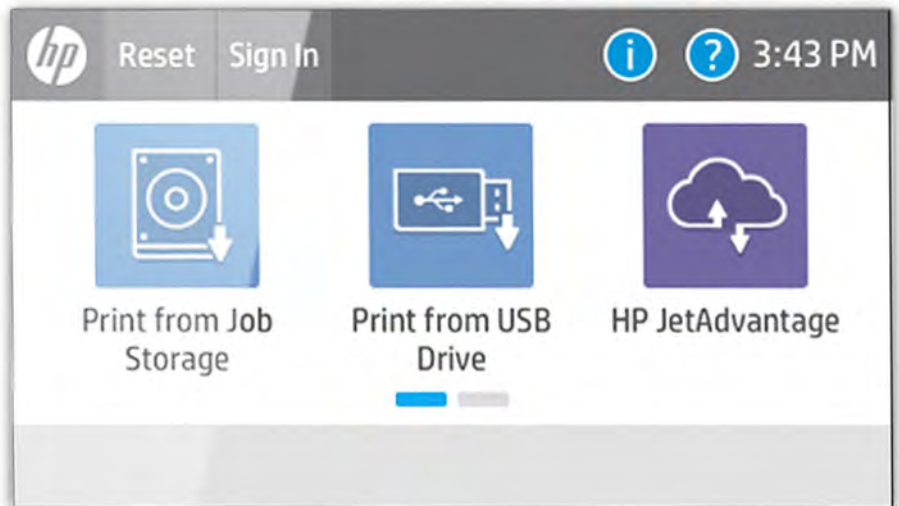 hp
Reset
Sign In
i
?
3:43 PM
Print from Job
Storage
Print from USB
Drive
HP JetAdvantage